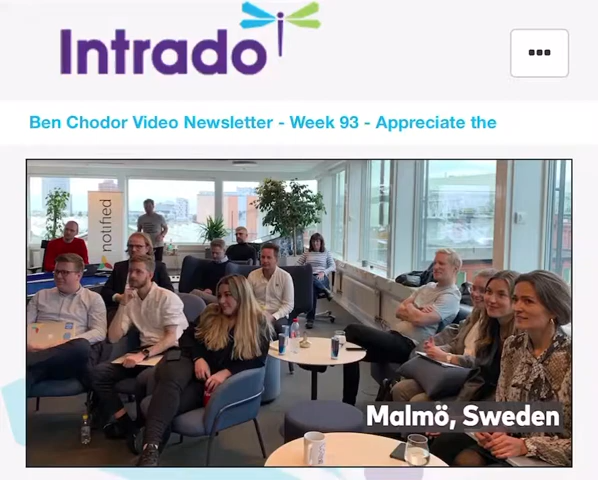 Intrado
Ben Chodor Video Newsletter - Week 93 - Appreciate the
notified
Malmö, Sweden